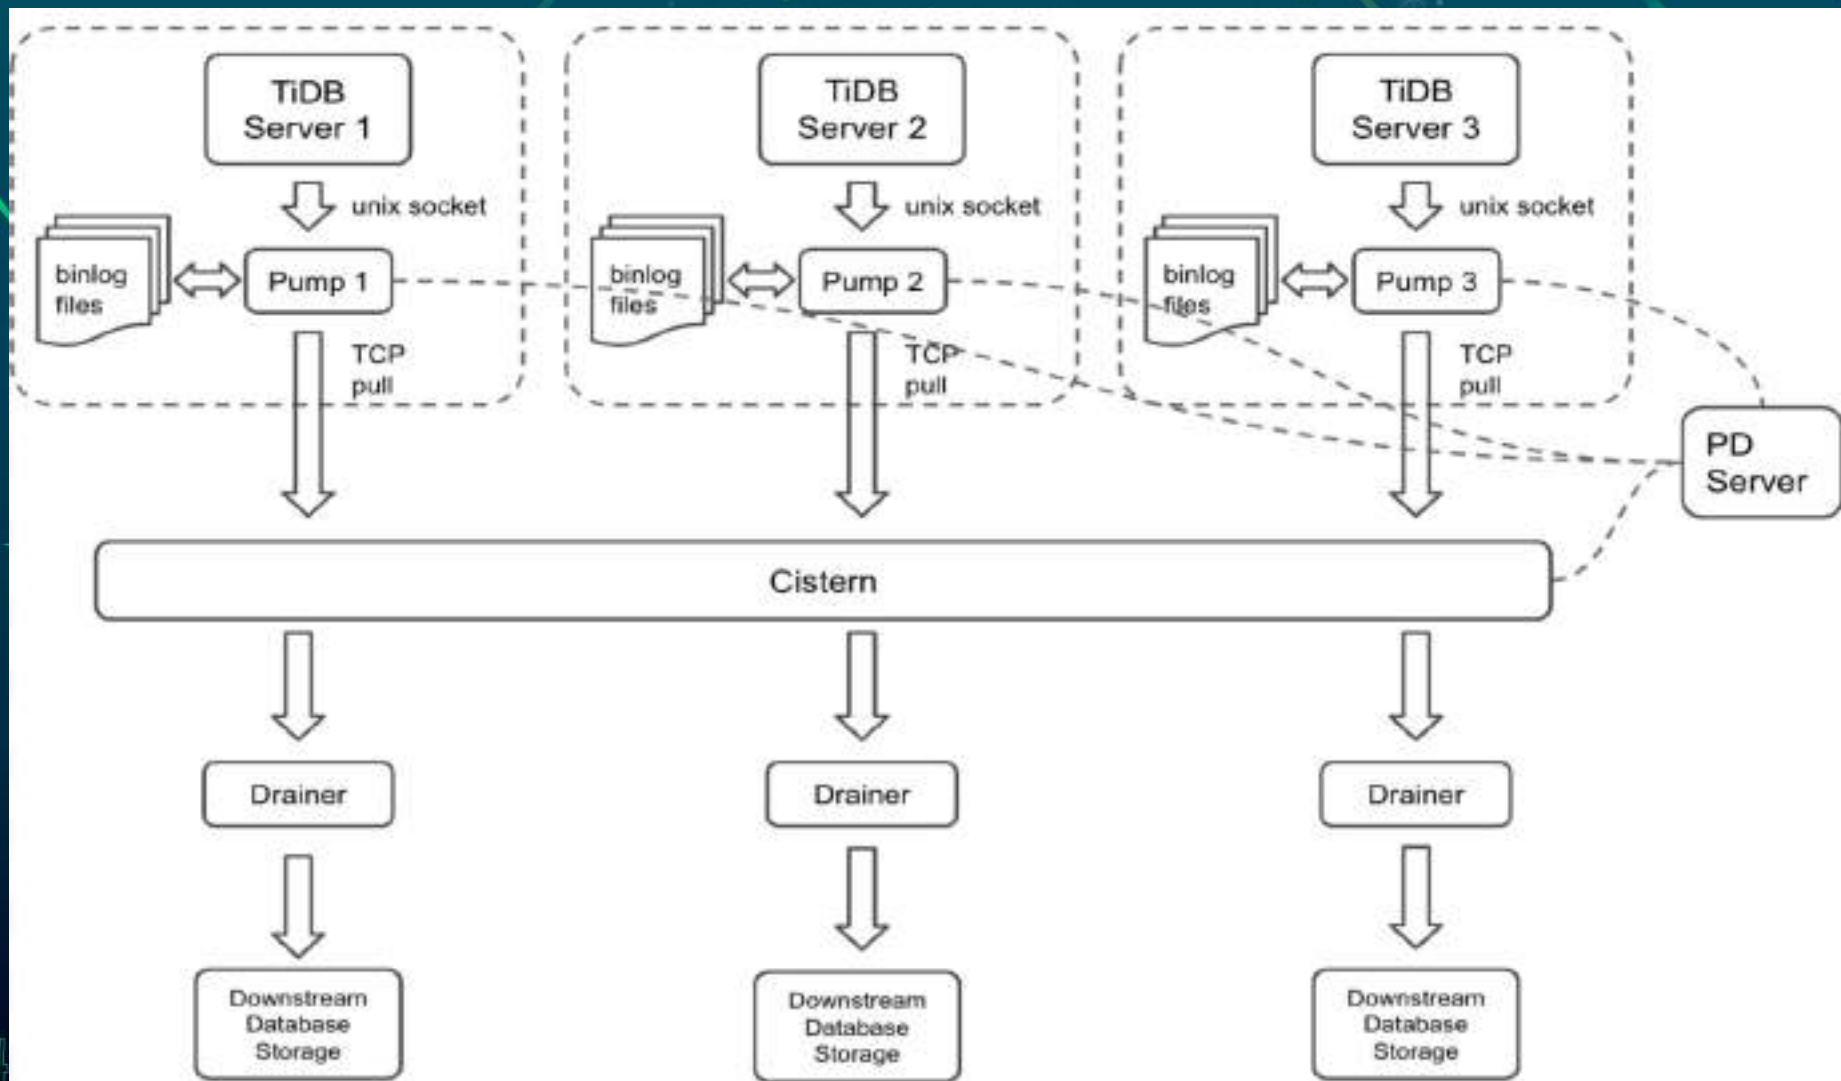 TiDB
Server 1
TiDB
Server 2
TiDB
Server 3
unix socket
unix socket
unix socket
binlog
files
Pump 1
binlog
files
Pump 2
binlog
files
Pump 3
TCP
pull
TCP
pull
TCP
pull
PD
Server
Cistern
Drainer
Drainer
Drainer
Downstream
Database
Storage
Downstream
Database
Storage
Downstream
Database
Storage